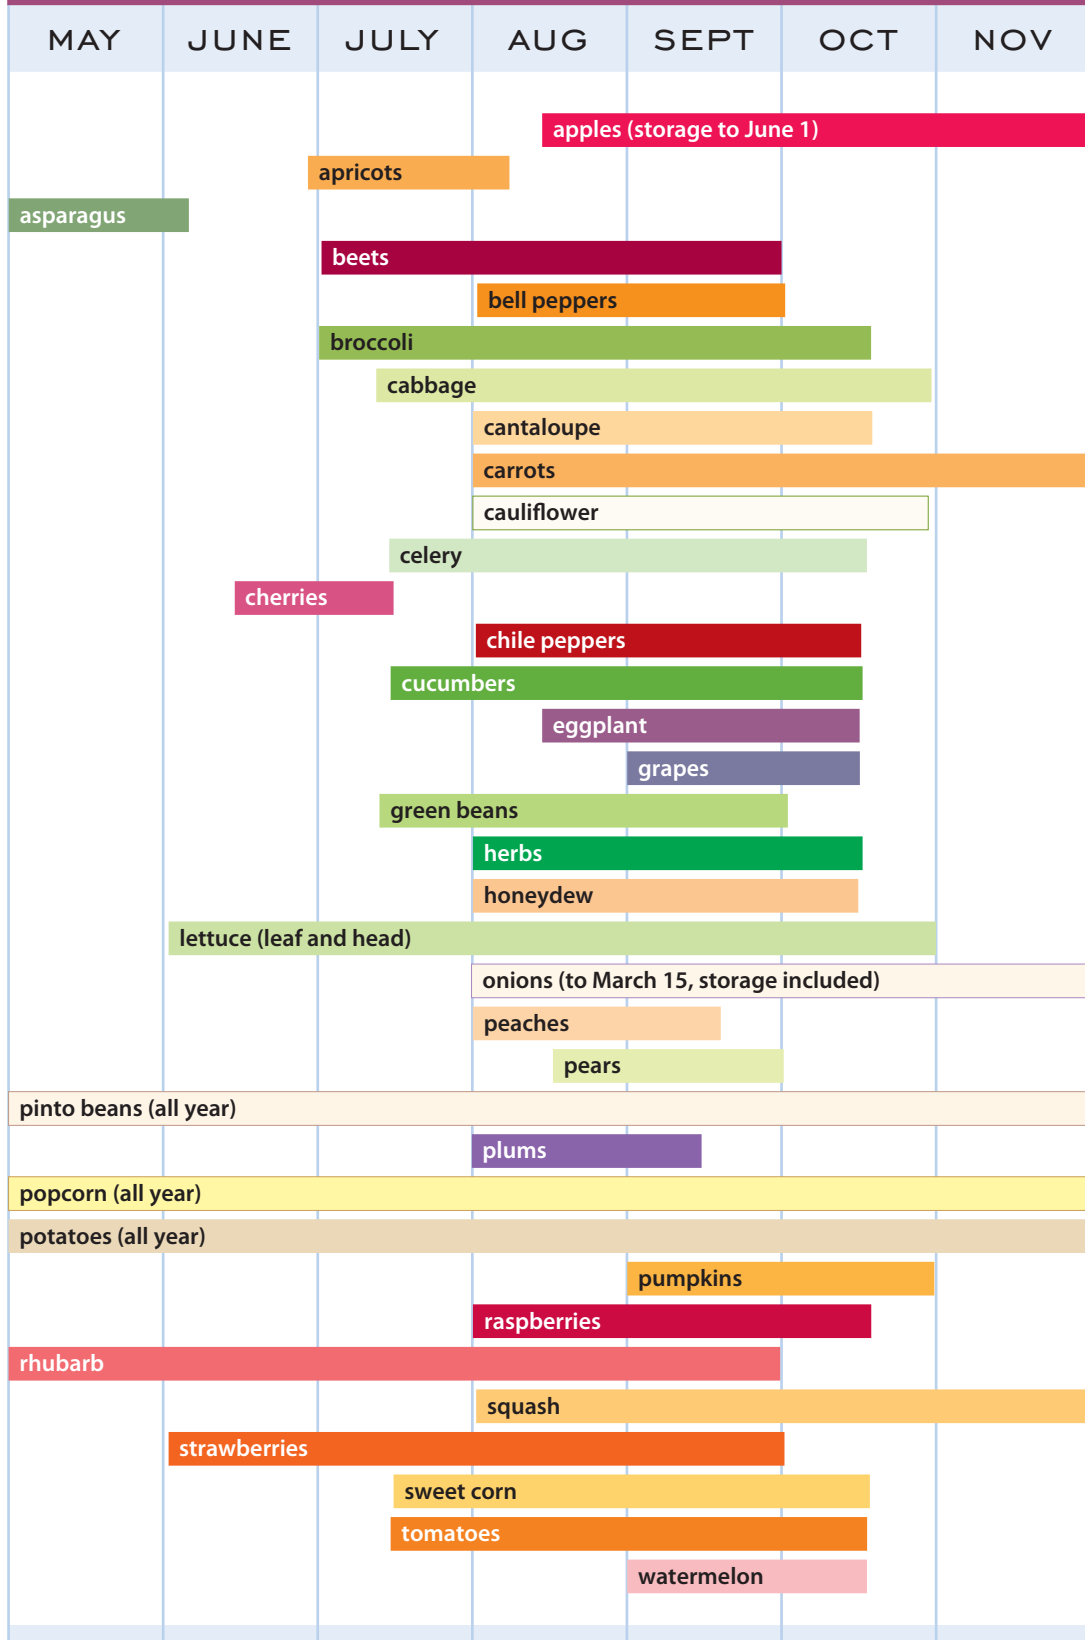 MAY JUNE JULY AUG SEPT OCT NOV
apples (storage to June 1)
apricots
asparagus
beets
bell peppers
broccoli
cabbage
cantaloupe
carrots
cauliflower
celery
cherries
chile peppers
cucumbers
eggplant
grapes
green beans
herbs
honeydew
lettuce (leaf and head)
onions (to March 15, storage included)
peaches
pears
pinto beans (all year)
plums
popcorn (all year)
potatoes (all year)
pumpkins
raspberries
rhubarb
squash
strawberries
sweet corn
tomatoes
watermelon